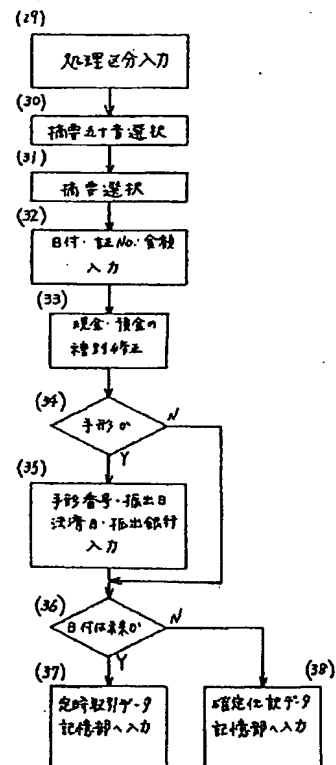 (29)
処理区分入力
(30)
摘要五十音選択
(31)
摘要選択
(32)
日付・証No.金額
入力
(33)
現金・預金の
種別修正
(34)
手形か
N
Y
(35)
手形番号・振出日
決済日・振出銀行
入力
(36)
日付は未来か
N
Y
(37)
定時取引データ
記憶部へ入力
(38)
確定仕訳データ
記憶部へ入力